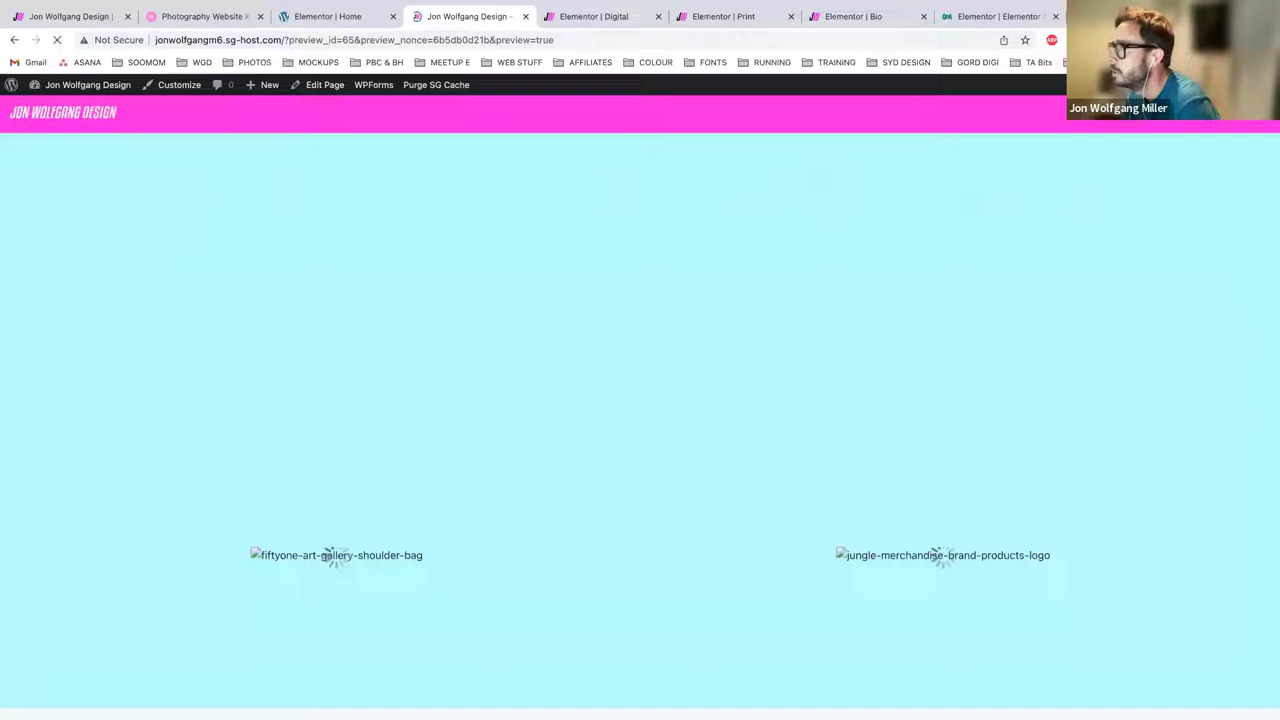 Jon Wolfgang Design |
Photography Website K
Elementor | Home
Jon Wolfgang Design –
Elementor | Digital
Elementor | Print
Elementor | Bio
Elementor | Elementor
Not Secure | jonwolfgangm6.sg-host.com/?preview_id=65&preview_nonce=6b5db0d21b&preview=true
ABP
Gmail
ASANA
SOOMOM
WGD
PHOTOS
MOCKUPS
PBC & BH
MEETUP E
WEB STUFF
AFFILIATES
COLOUR
FONTS
RUNNING
TRAINING
SYD DESIGN
GORD DIGI
TA Bits
Jon Wolfgang Design
Customize
0
New
Edit Page
WPForms
Purge SG Cache
Jon Wolfgang Miller
JON WOLFGANG DESIGN
fiftyone-art-gallery-shoulder-bag
jungle-merchandise-brand-products-logo